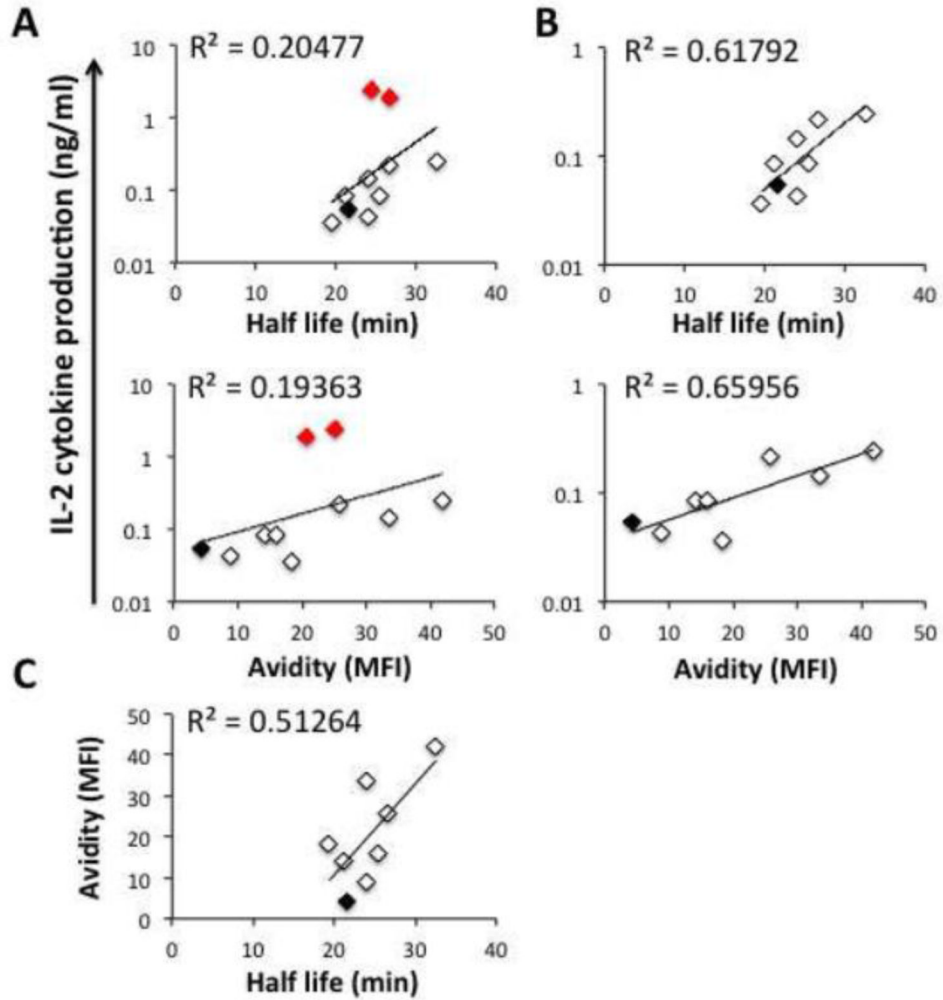 A
B
IL-2 cytokine production (ng/ml)
R² = 0.20477
10
1
0.1
0.01
0 10 20 30 40
Half life (min)
R² = 0.61792
1
0.1
0.01
0 10 20 30 40
Half life (min)
R² = 0.19363
10
1
0.1
0.01
0 10 20 30 40 50
Avidity (MFI)
R² = 0.65956
1
0.1
0.01
0 10 20 30 40 50
Avidity (MFI)
C
Avidity (MFI)
R² = 0.51264
50
40
30
20
10
0
0 10 20 30 40
Half life (min)